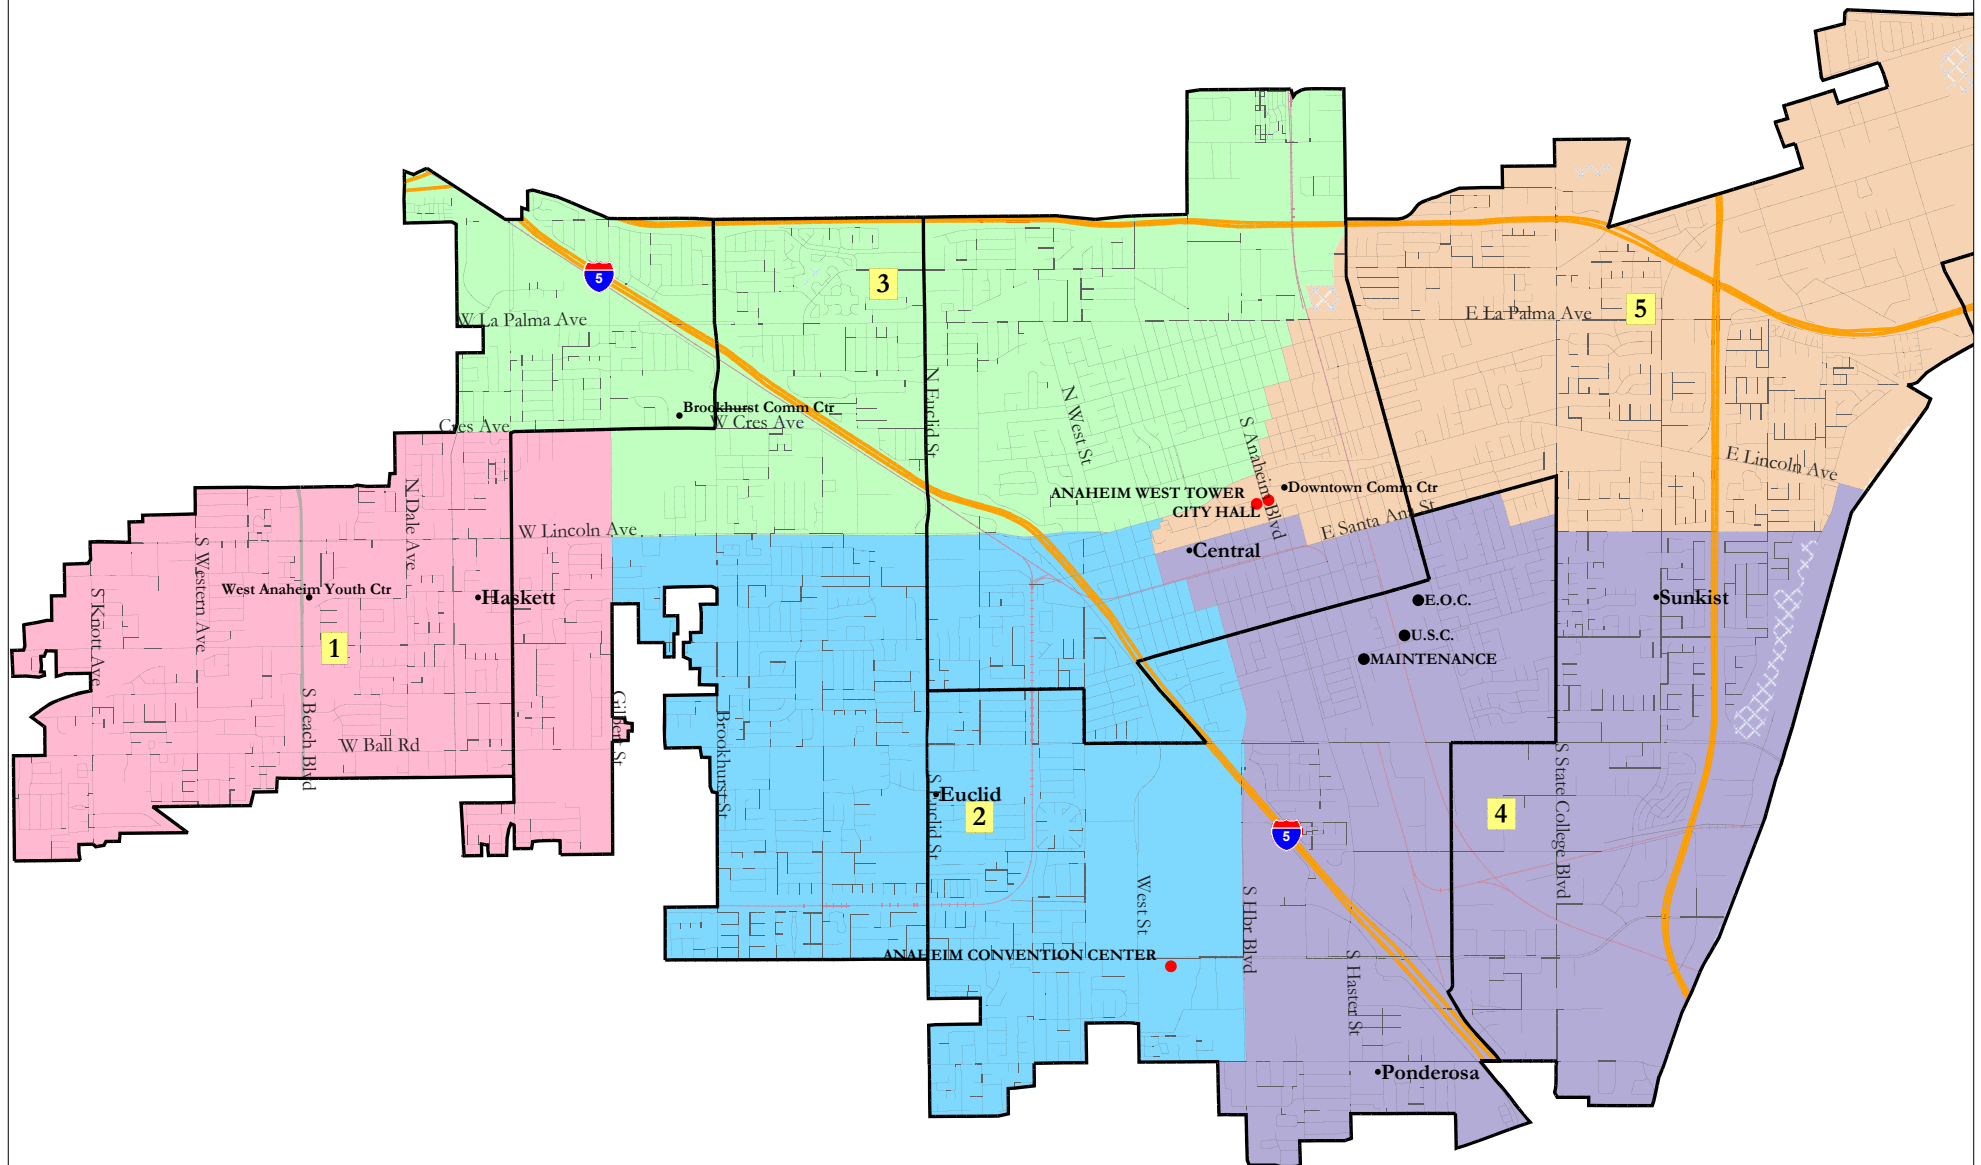 5
3
5
W La Palma Ave
E La Palma Ave
N Euclid St
N West St
Brookhurst Comm Ctr
W Cres Ave
Cres Ave
S Anaheim Blvd
E Lincoln Ave
N Dale Ave
ANAHEIM WEST TOWER
Downtown Comm Ctr
CITY HALL
E Santa Ana St
W Lincoln Ave
S Western Ave
Central
West Anaheim Youth Ctr
Haskett
S Knott Ave
E.O.C.
Sunkist
U.S.C.
1
MAINTENANCE
S Beach Blvd
Gilbert St
Brookhurst St
W Ball Rd
S State College Blvd
S Euclid St
Euclid
2
4
5
West St
S Hbr Blvd
ANAHEIM CONVENTION CENTER
S Haster St
Ponderosa